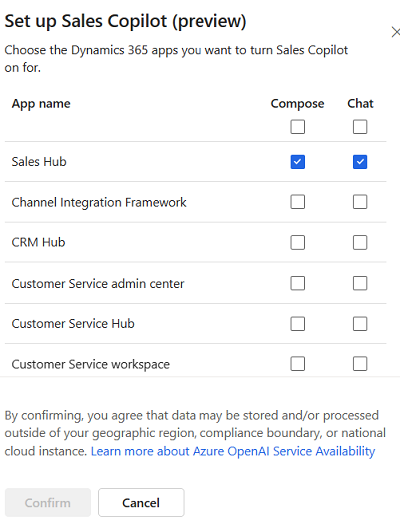 Set up Sales Copilot (preview)
Choose the Dynamics 365 apps you want to turn Sales Copilot
on for.
App name Compose Chat
Sales Hub
Channel Integration Framework
CRM Hub
Customer Service admin center
Customer Service Hub
Customer Service workspace
By confirming, you agree that data may be stored and/or processed
outside of your geographic region, compliance boundary, or national
cloud instance. Learn more about Azure OpenAI Service Availability
Confirm Cancel